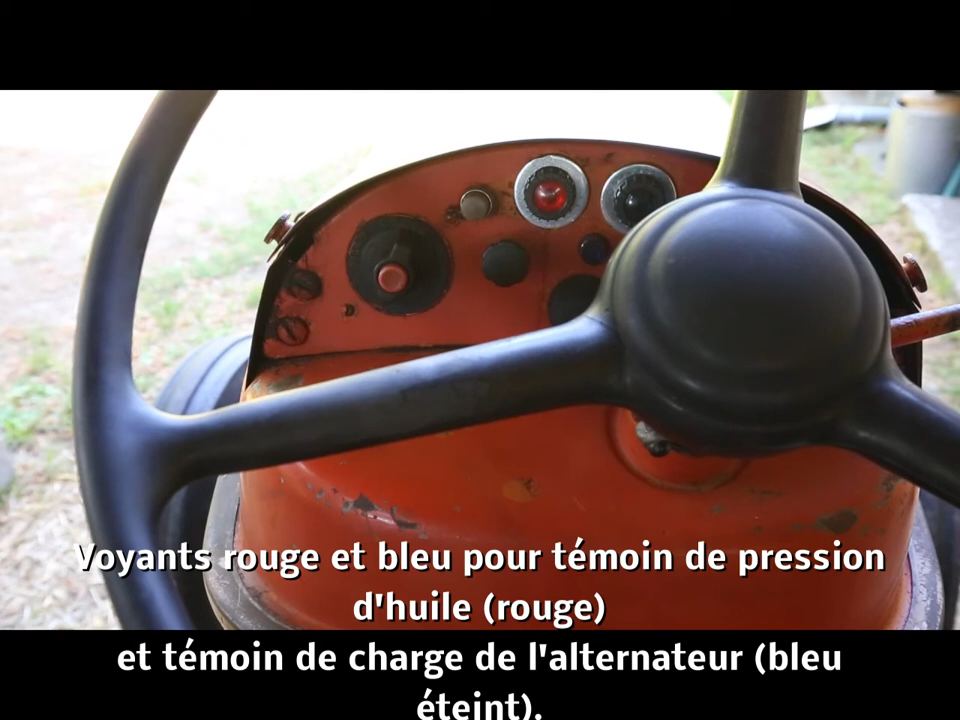 Voyants rouge et bleu pour témoin de pression
d'huile (rouge)
et témoin de charge de l'alternateur (bleu
éteint).